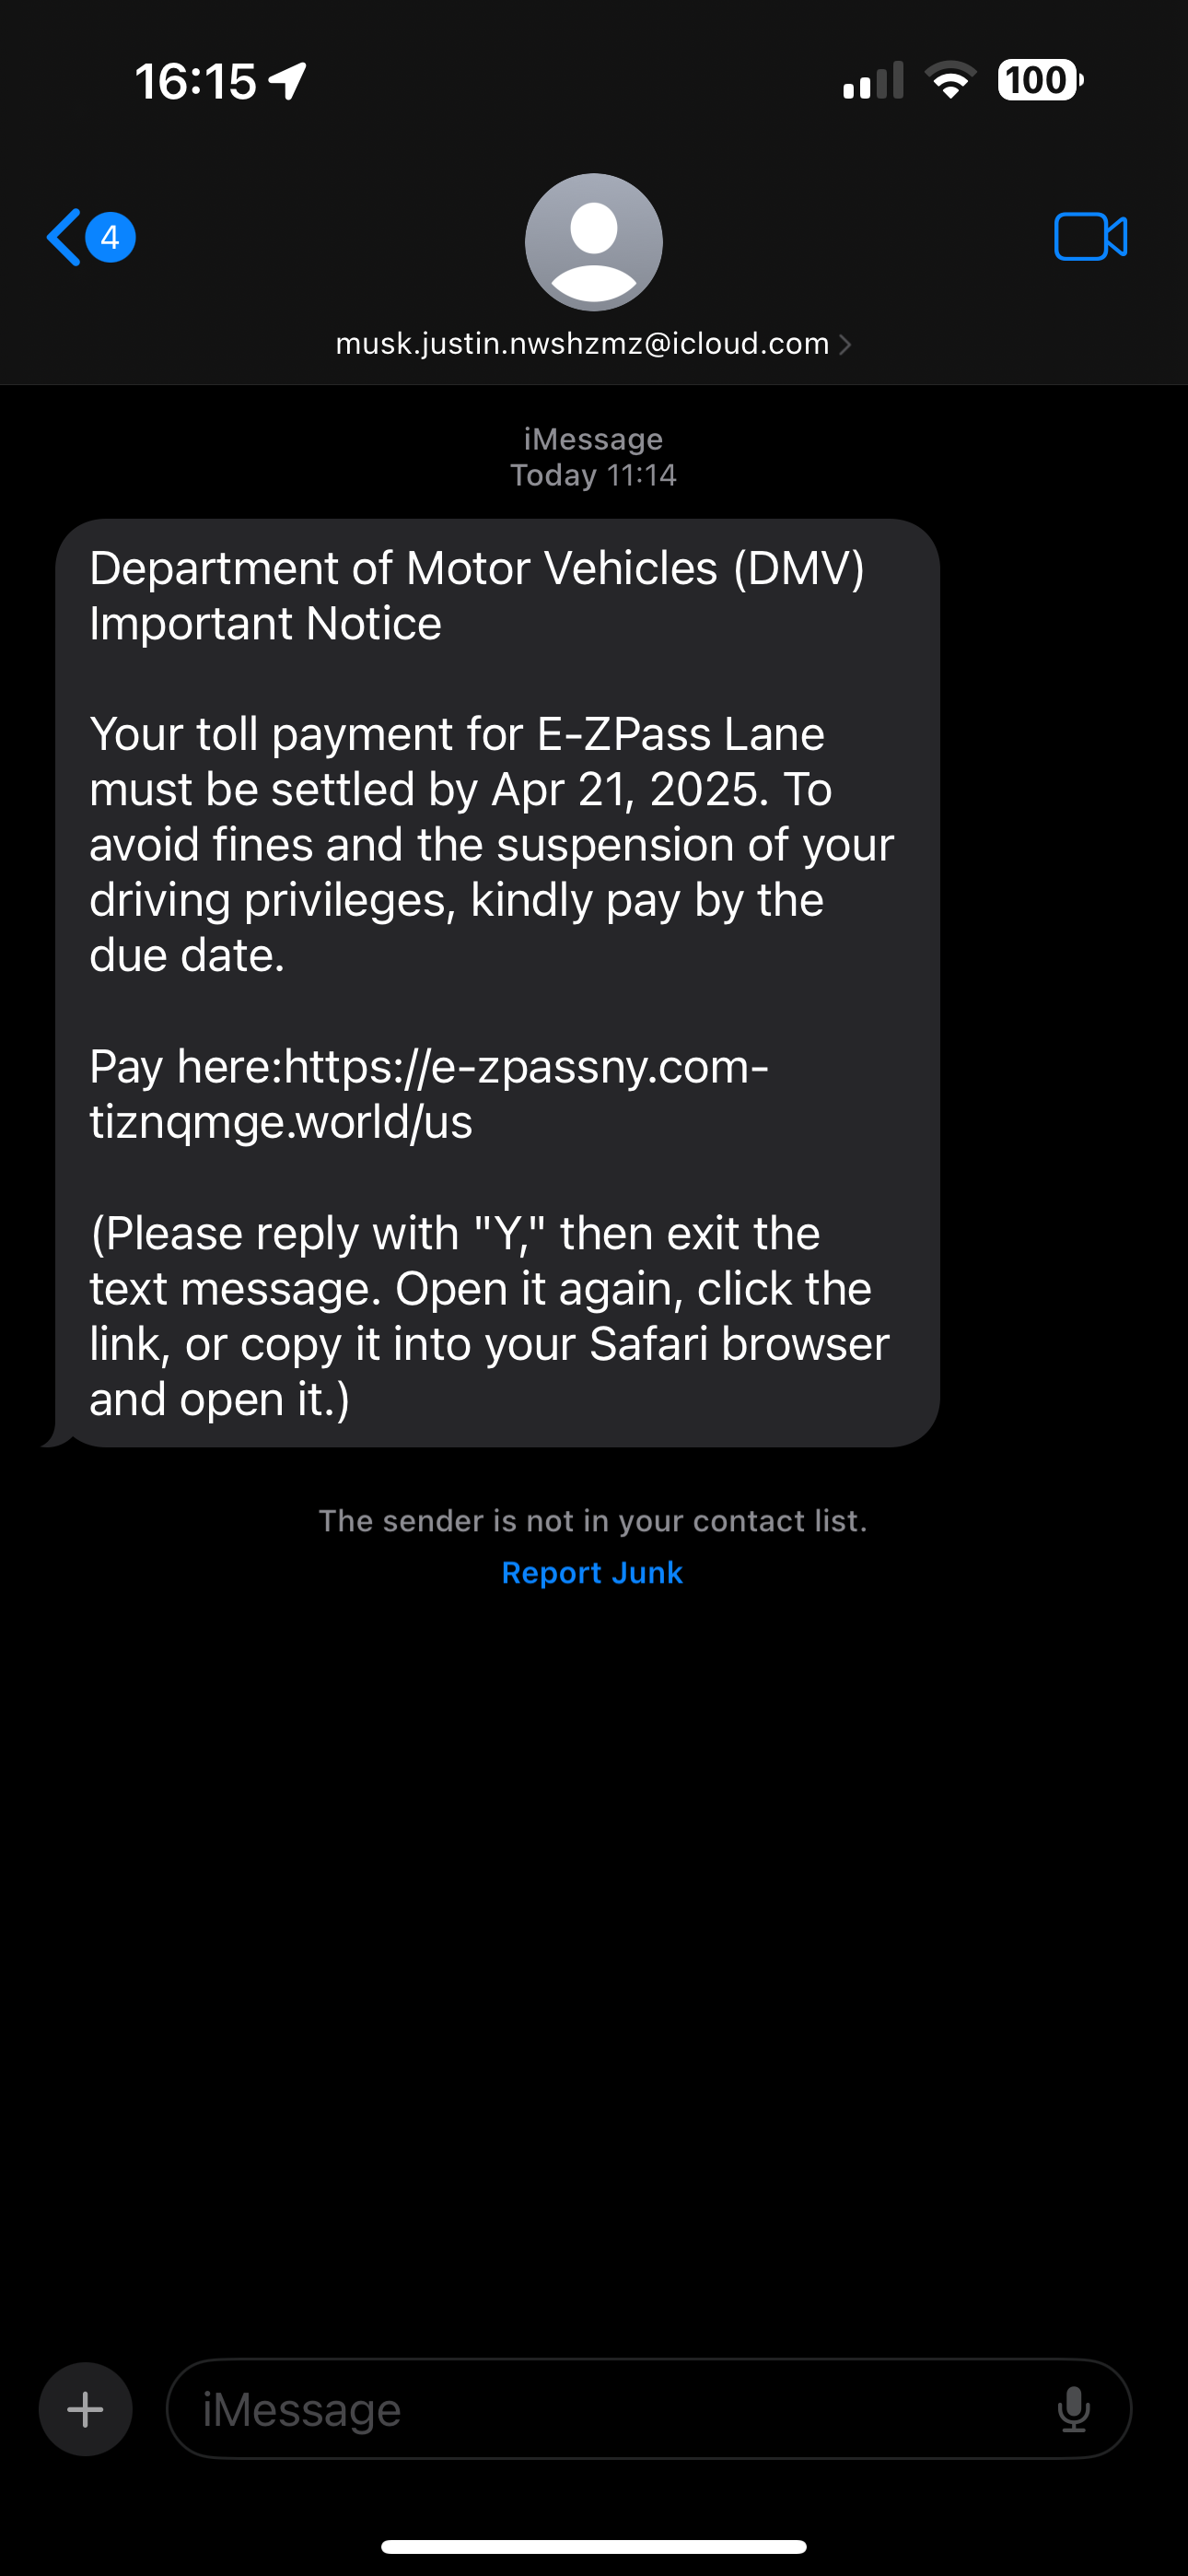 16:15
100
4
musk.justin.nwshzmz@icloud.com
iMessage
Today 11:14
Department of Motor Vehicles (DMV)
Important Notice
Your toll payment for E-ZPass Lane
must be settled by Apr 21, 2025. To
avoid fines and the suspension of your
driving privileges, kindly pay by the
due date.
Pay here:https://e-zpassny.com-
tiznqmge.world/us
(Please reply with "Y," then exit the
text message. Open it again, click the
link, or copy it into your Safari browser
and open it.)
The sender is not in your contact list.
Report Junk
iMessage